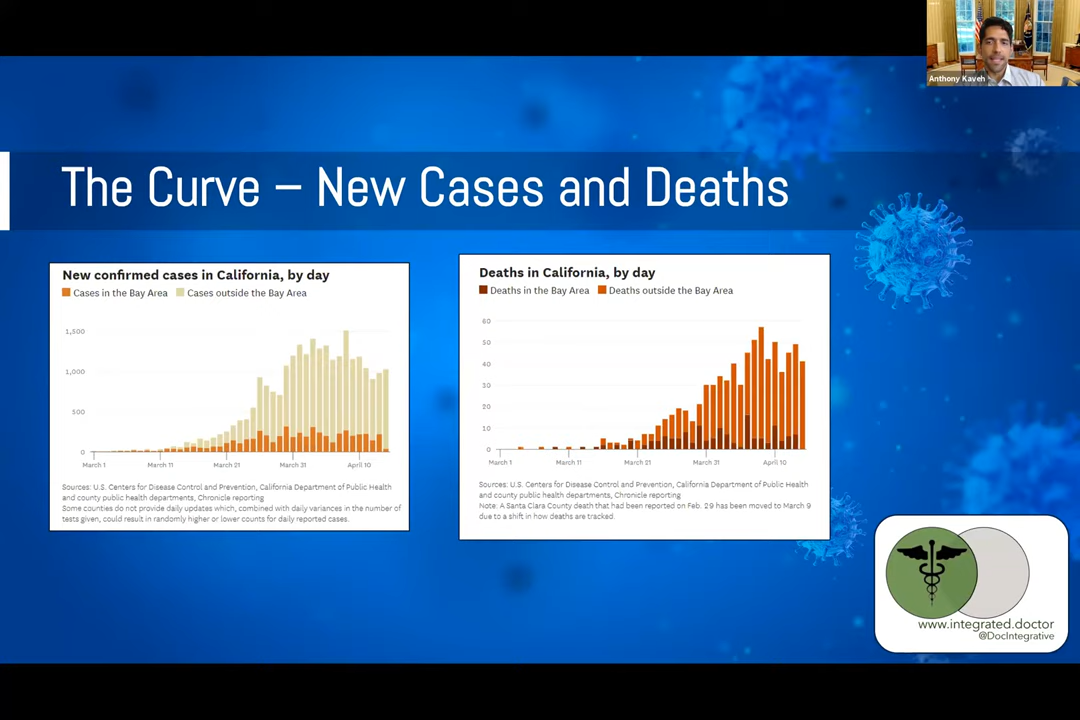 Anthony Kaveh
The Curve – New Cases and Deaths
New confirmed cases in California, by day
Cases in the Bay Area Cases outside the Bay Area
1,500
1,000
500
0
March 1 March 11 March 21 March 31 April 10
Sources: U.S. Centers for Disease Control and Prevention, California Department of Public Health
and county public health departments, Chronicle reporting
Some counties do not provide daily updates which, combined with daily variances in the number of
tests given, could result in randomly higher or lower counts for daily reported cases.
Deaths in California, by day
Deaths in the Bay Area Deaths outside the Bay Area
60
50
40
30
20
10
0
March 1 March 11 March 21 March 31 April 10
Sources: U.S. Centers for Disease Control and Prevention, California Department of Public Health
and county public health departments, Chronicle reporting
Note: A Santa Clara County death that had been reported on Feb. 29 has been moved to March 9
due to a shift in how deaths are tracked.
www.integrated.doctor
@DocIntegrative